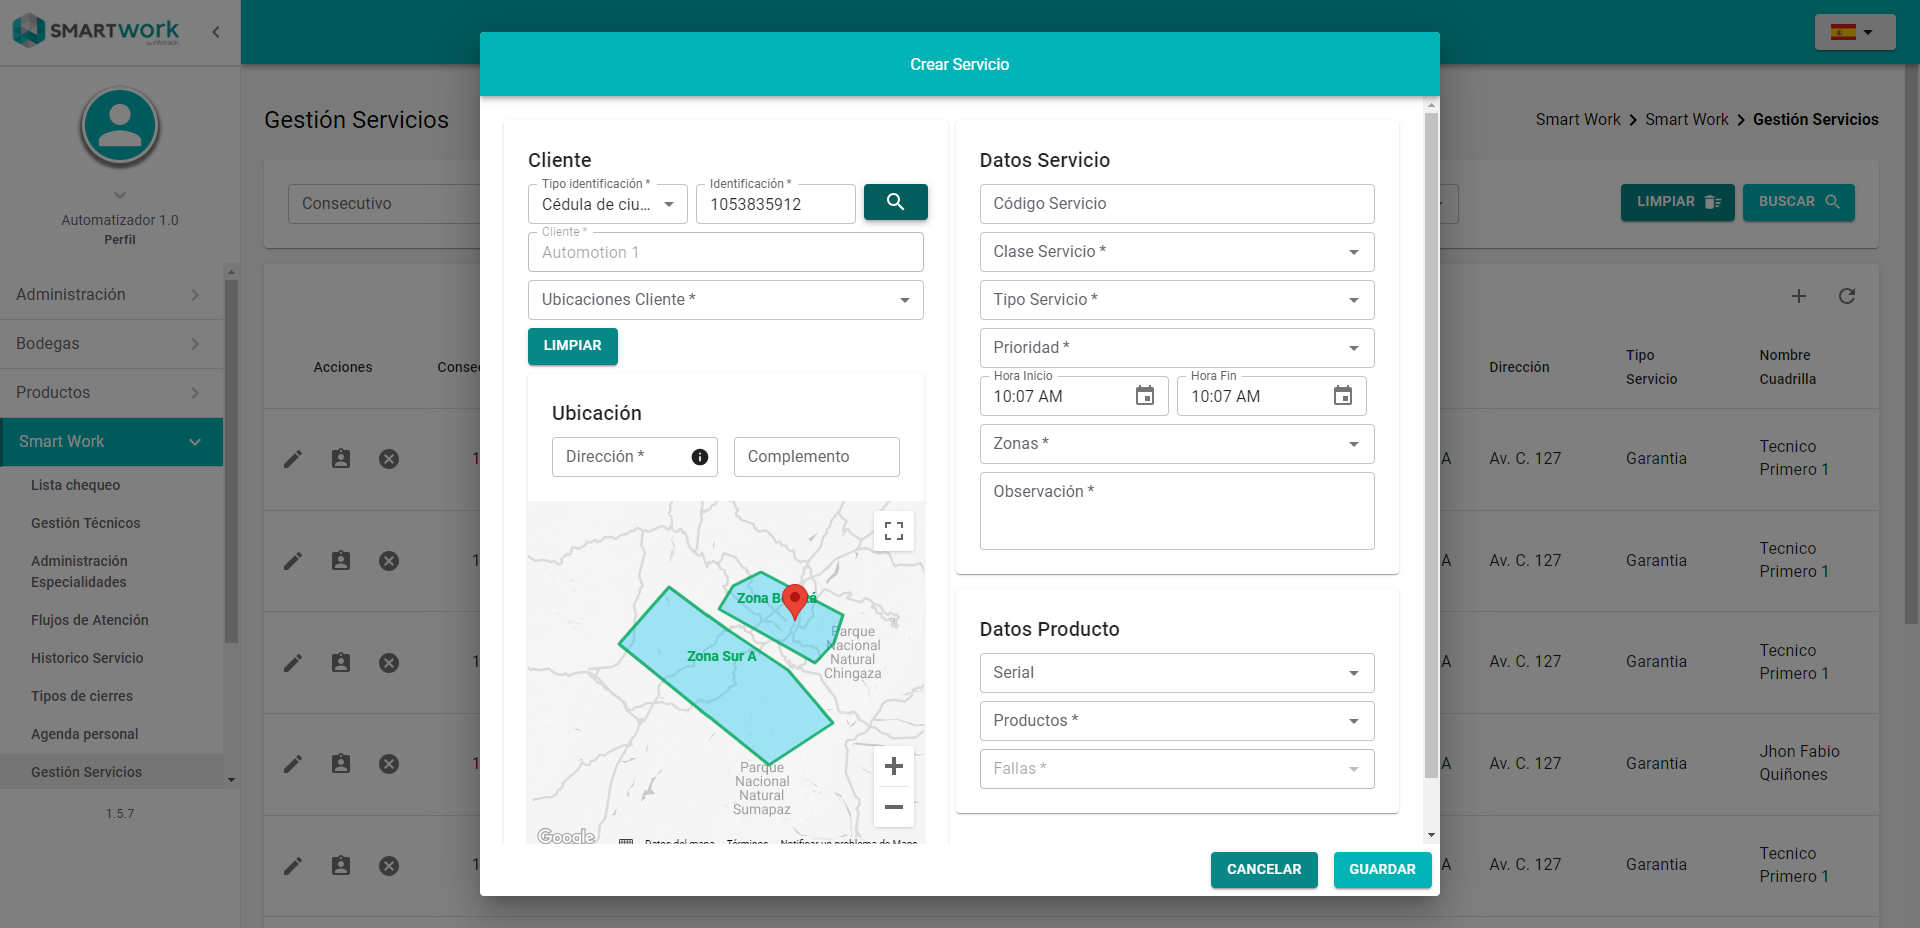 SMARTWORK
by infotrack
Automatizador 1.0
Perfil
Administración
Bodegas
Productos
Smart Work
Lista chequeo
Gestión Técnicos
Administración
Especialidades
Flujos de Atención
Historico Servicio
Tipos de cierres
Agenda personal
Gestión Servicios
1.5.7
Gestión Servicios
Smart Work
Smart Work
Gestión Servicios
Consecutivo
LIMPIAR
BUSCAR
Acciones
Dirección
Tipo
Servicio
Nombre
Cuadrilla
1
A
Av. C. 127
Garantia
Tecnico
Primero 1
1
A
Av. C. 127
Garantia
Tecnico
Primero 1
1
A
Av. C. 127
Garantia
Tecnico
Primero 1
1
A
Av. C. 127
Garantia
Jhon Fabio
Quiñones
1
A
Av. C. 127
Garantia
Tecnico
Primero 1
Crear Servicio
Cliente
Tipo identificación *
Cédula de ciu...
Identificación *
1053835912
Cliente *
Automotion 1
Ubicaciones Cliente *
LIMPIAR
Ubicación
Dirección *
Complemento
Zona Sur A
Parque
Nacional
Natural
Chingaza
Parque
Nacional
Natural
Sumapaz
Google
Datos del mapa
Términos
Notificar un problema de Maps
Datos Servicio
Código Servicio
Clase Servicio *
Tipo Servicio *
Prioridad *
Hora Inicio
10:07 AM
Hora Fin
10:07 AM
Zonas *
Observación *
Datos Producto
Serial
Productos *
Fallas *
CANCELAR
GUARDAR